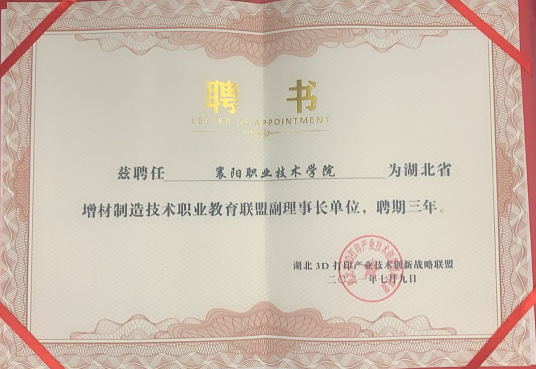 聘 书
LETTER OF APPOINTMENT
兹聘任 襄阳职业技术学院 为湖北省
增材制造技术职业教育联盟副理事长单位，聘期三年。
湖北3D打印产业技术创新战略联盟
二〇二一年七月九日